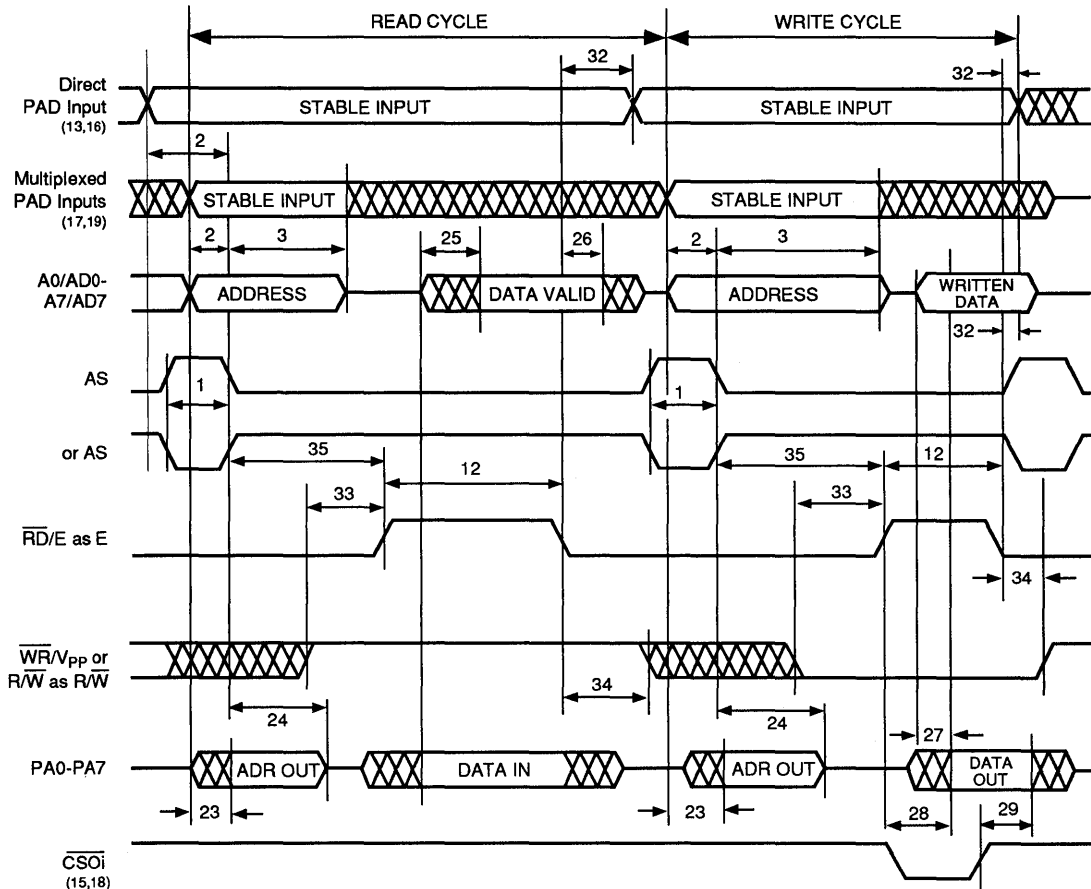 READ CYCLE WRITE CYCLE
32
32
Direct
PAD Input
(13,16)
STABLE INPUT STABLE INPUT
2
Multiplexed
PAD Inputs
(17,19)
STABLE INPUT STABLE INPUT
2 3 25 26 2 3
A0/AD0-
A7/AD7
ADDRESS DATA VALID ADDRESS WRITTEN
DATA
32
AS
1 1
or AS
35 12 35 12
33 33
R̅D̅/E as E
34
W̅R̅/VPP or
R/W̅ as R/W̅
34
24 24
27
PA0-PA7
ADR OUT DATA IN ADR OUT DATA
OUT
23 23 28 29
C̅S̅O̅i̅
(15,18)